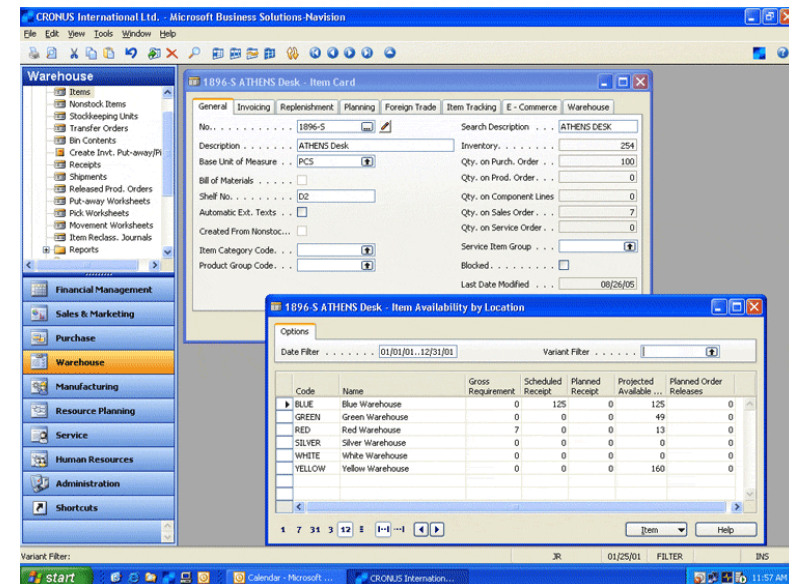 CRONUS International Ltd. - Microsoft Business Solutions-Navision
File Edit View Tools Window Help
Warehouse
Items
Nonstock Items
Stockkeeping Units
Transfer Orders
Bin Contents
Create Invt. Put-away/Pi
Receipts
Shipments
Released Prod. Orders
Put-away Worksheets
Pick Worksheets
Movement Worksheets
Item Reclass. Journals
Reports
Financial Management
Sales & Marketing
Purchase
Warehouse
Manufacturing
Resource Planning
Service
Human Resources
Administration
Shortcuts
1896-S ATHENS Desk - Item Card
General Invoicing Replenishment Planning Foreign Trade Item Tracking E - Commerce Warehouse
No. . . . . . . . . . . . 1896-S Search Description . . . ATHENS DESK
Description . . . . . . . . ATHENS Desk Inventory. . . . . . . . . 254
Base Unit of Measure . . PCS Qty. on Purch. Order . . 100
Bill of Materials . . . . . Qty. on Prod. Order. . . 0
Shelf No. . . . . . . . . D2 Qty. on Component Lines 0
Automatic Ext. Texts . . Qty. on Sales Order. . . 7
Created From Nonstoc... Qty. on Service Order . . 0
Item Category Code. . . Service Item Group . . .
Product Group Code. . . Blocked. . . . . . . . .
Last Date Modified . . . 08/26/05
1896-S ATHENS Desk - Item Availability by Location
Options
Date Filter . . . . . . . 01/01/01..12/31/01 Variant Filter . . . . . .
Code Name Gross Requirement Scheduled Receipt Planned Receipt Projected Available ... Planned Order Releases
BLUE Blue Warehouse 0 125 0 125 0
GREEN Green Warehouse 0 0 0 49 0
RED Red Warehouse 7 0 0 13 0
SILVER Silver Warehouse 0 0 0 0 0
WHITE White Warehouse 0 0 0 0 0
YELLOW Yellow Warehouse 0 0 0 160 0
1 7 31 3 12
Item Help
Variant Filter: JR 01/25/01 FILTER INS
start Calendar - Microsoft ... CRONUS Internation... 11:57 AM